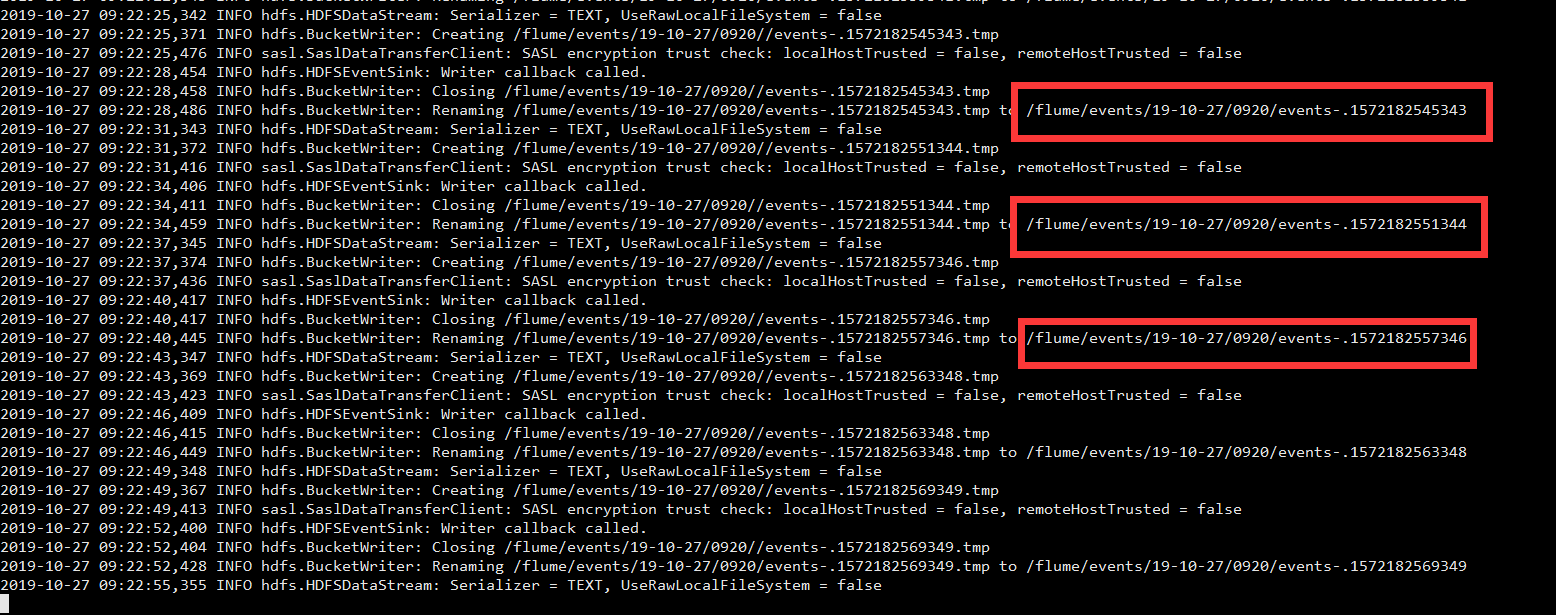 2019-10-27 09:22:25,342 INFO hdfs.HDFSDataStream: Serializer = TEXT, UseRawLocalFileSystem = false
2019-10-27 09:22:25,371 INFO hdfs.BucketWriter: Creating /flume/events/19-10-27/0920//events-.1572182545343.tmp
2019-10-27 09:22:25,476 INFO sasl.SaslDataTransferClient: SASL encryption trust check: localHostTrusted = false, remoteHostTrusted = false
2019-10-27 09:22:28,454 INFO hdfs.HDFSEventSink: Writer callback called.
2019-10-27 09:22:28,458 INFO hdfs.BucketWriter: Closing /flume/events/19-10-27/0920//events-.1572182545343.tmp
2019-10-27 09:22:28,486 INFO hdfs.BucketWriter: Renaming /flume/events/19-10-27/0920/events-.1572182545343.tmp to /flume/events/19-10-27/0920/events-.1572182545343
2019-10-27 09:22:31,343 INFO hdfs.HDFSDataStream: Serializer = TEXT, UseRawLocalFileSystem = false
2019-10-27 09:22:31,372 INFO hdfs.BucketWriter: Creating /flume/events/19-10-27/0920//events-.1572182551344.tmp
2019-10-27 09:22:31,416 INFO sasl.SaslDataTransferClient: SASL encryption trust check: localHostTrusted = false, remoteHostTrusted = false
2019-10-27 09:22:34,406 INFO hdfs.HDFSEventSink: Writer callback called.
2019-10-27 09:22:34,411 INFO hdfs.BucketWriter: Closing /flume/events/19-10-27/0920//events-.1572182551344.tmp
2019-10-27 09:22:34,459 INFO hdfs.BucketWriter: Renaming /flume/events/19-10-27/0920/events-.1572182551344.tmp to /flume/events/19-10-27/0920/events-.1572182551344
2019-10-27 09:22:37,345 INFO hdfs.HDFSDataStream: Serializer = TEXT, UseRawLocalFileSystem = false
2019-10-27 09:22:37,374 INFO hdfs.BucketWriter: Creating /flume/events/19-10-27/0920//events-.1572182557346.tmp
2019-10-27 09:22:37,436 INFO sasl.SaslDataTransferClient: SASL encryption trust check: localHostTrusted = false, remoteHostTrusted = false
2019-10-27 09:22:40,417 INFO hdfs.HDFSEventSink: Writer callback called.
2019-10-27 09:22:40,417 INFO hdfs.BucketWriter: Closing /flume/events/19-10-27/0920//events-.1572182557346.tmp
2019-10-27 09:22:40,445 INFO hdfs.BucketWriter: Renaming /flume/events/19-10-27/0920/events-.1572182557346.tmp to /flume/events/19-10-27/0920/events-.1572182557346
2019-10-27 09:22:43,347 INFO hdfs.HDFSDataStream: Serializer = TEXT, UseRawLocalFileSystem = false
2019-10-27 09:22:43,369 INFO hdfs.BucketWriter: Creating /flume/events/19-10-27/0920//events-.1572182563348.tmp
2019-10-27 09:22:43,423 INFO sasl.SaslDataTransferClient: SASL encryption trust check: localHostTrusted = false, remoteHostTrusted = false
2019-10-27 09:22:46,409 INFO hdfs.HDFSEventSink: Writer callback called.
2019-10-27 09:22:46,415 INFO hdfs.BucketWriter: Closing /flume/events/19-10-27/0920//events-.1572182563348.tmp
2019-10-27 09:22:46,449 INFO hdfs.BucketWriter: Renaming /flume/events/19-10-27/0920/events-.1572182563348.tmp to /flume/events/19-10-27/0920/events-.1572182563348
2019-10-27 09:22:49,348 INFO hdfs.HDFSDataStream: Serializer = TEXT, UseRawLocalFileSystem = false
2019-10-27 09:22:49,367 INFO hdfs.BucketWriter: Creating /flume/events/19-10-27/0920//events-.1572182569349.tmp
2019-10-27 09:22:49,413 INFO sasl.SaslDataTransferClient: SASL encryption trust check: localHostTrusted = false, remoteHostTrusted = false
2019-10-27 09:22:52,400 INFO hdfs.HDFSEventSink: Writer callback called.
2019-10-27 09:22:52,404 INFO hdfs.BucketWriter: Closing /flume/events/19-10-27/0920//events-.1572182569349.tmp
2019-10-27 09:22:52,428 INFO hdfs.BucketWriter: Renaming /flume/events/19-10-27/0920/events-.1572182569349.tmp to /flume/events/19-10-27/0920/events-.1572182569349
2019-10-27 09:22:55,355 INFO hdfs.HDFSDataStream: Serializer = TEXT, UseRawLocalFileSystem = false